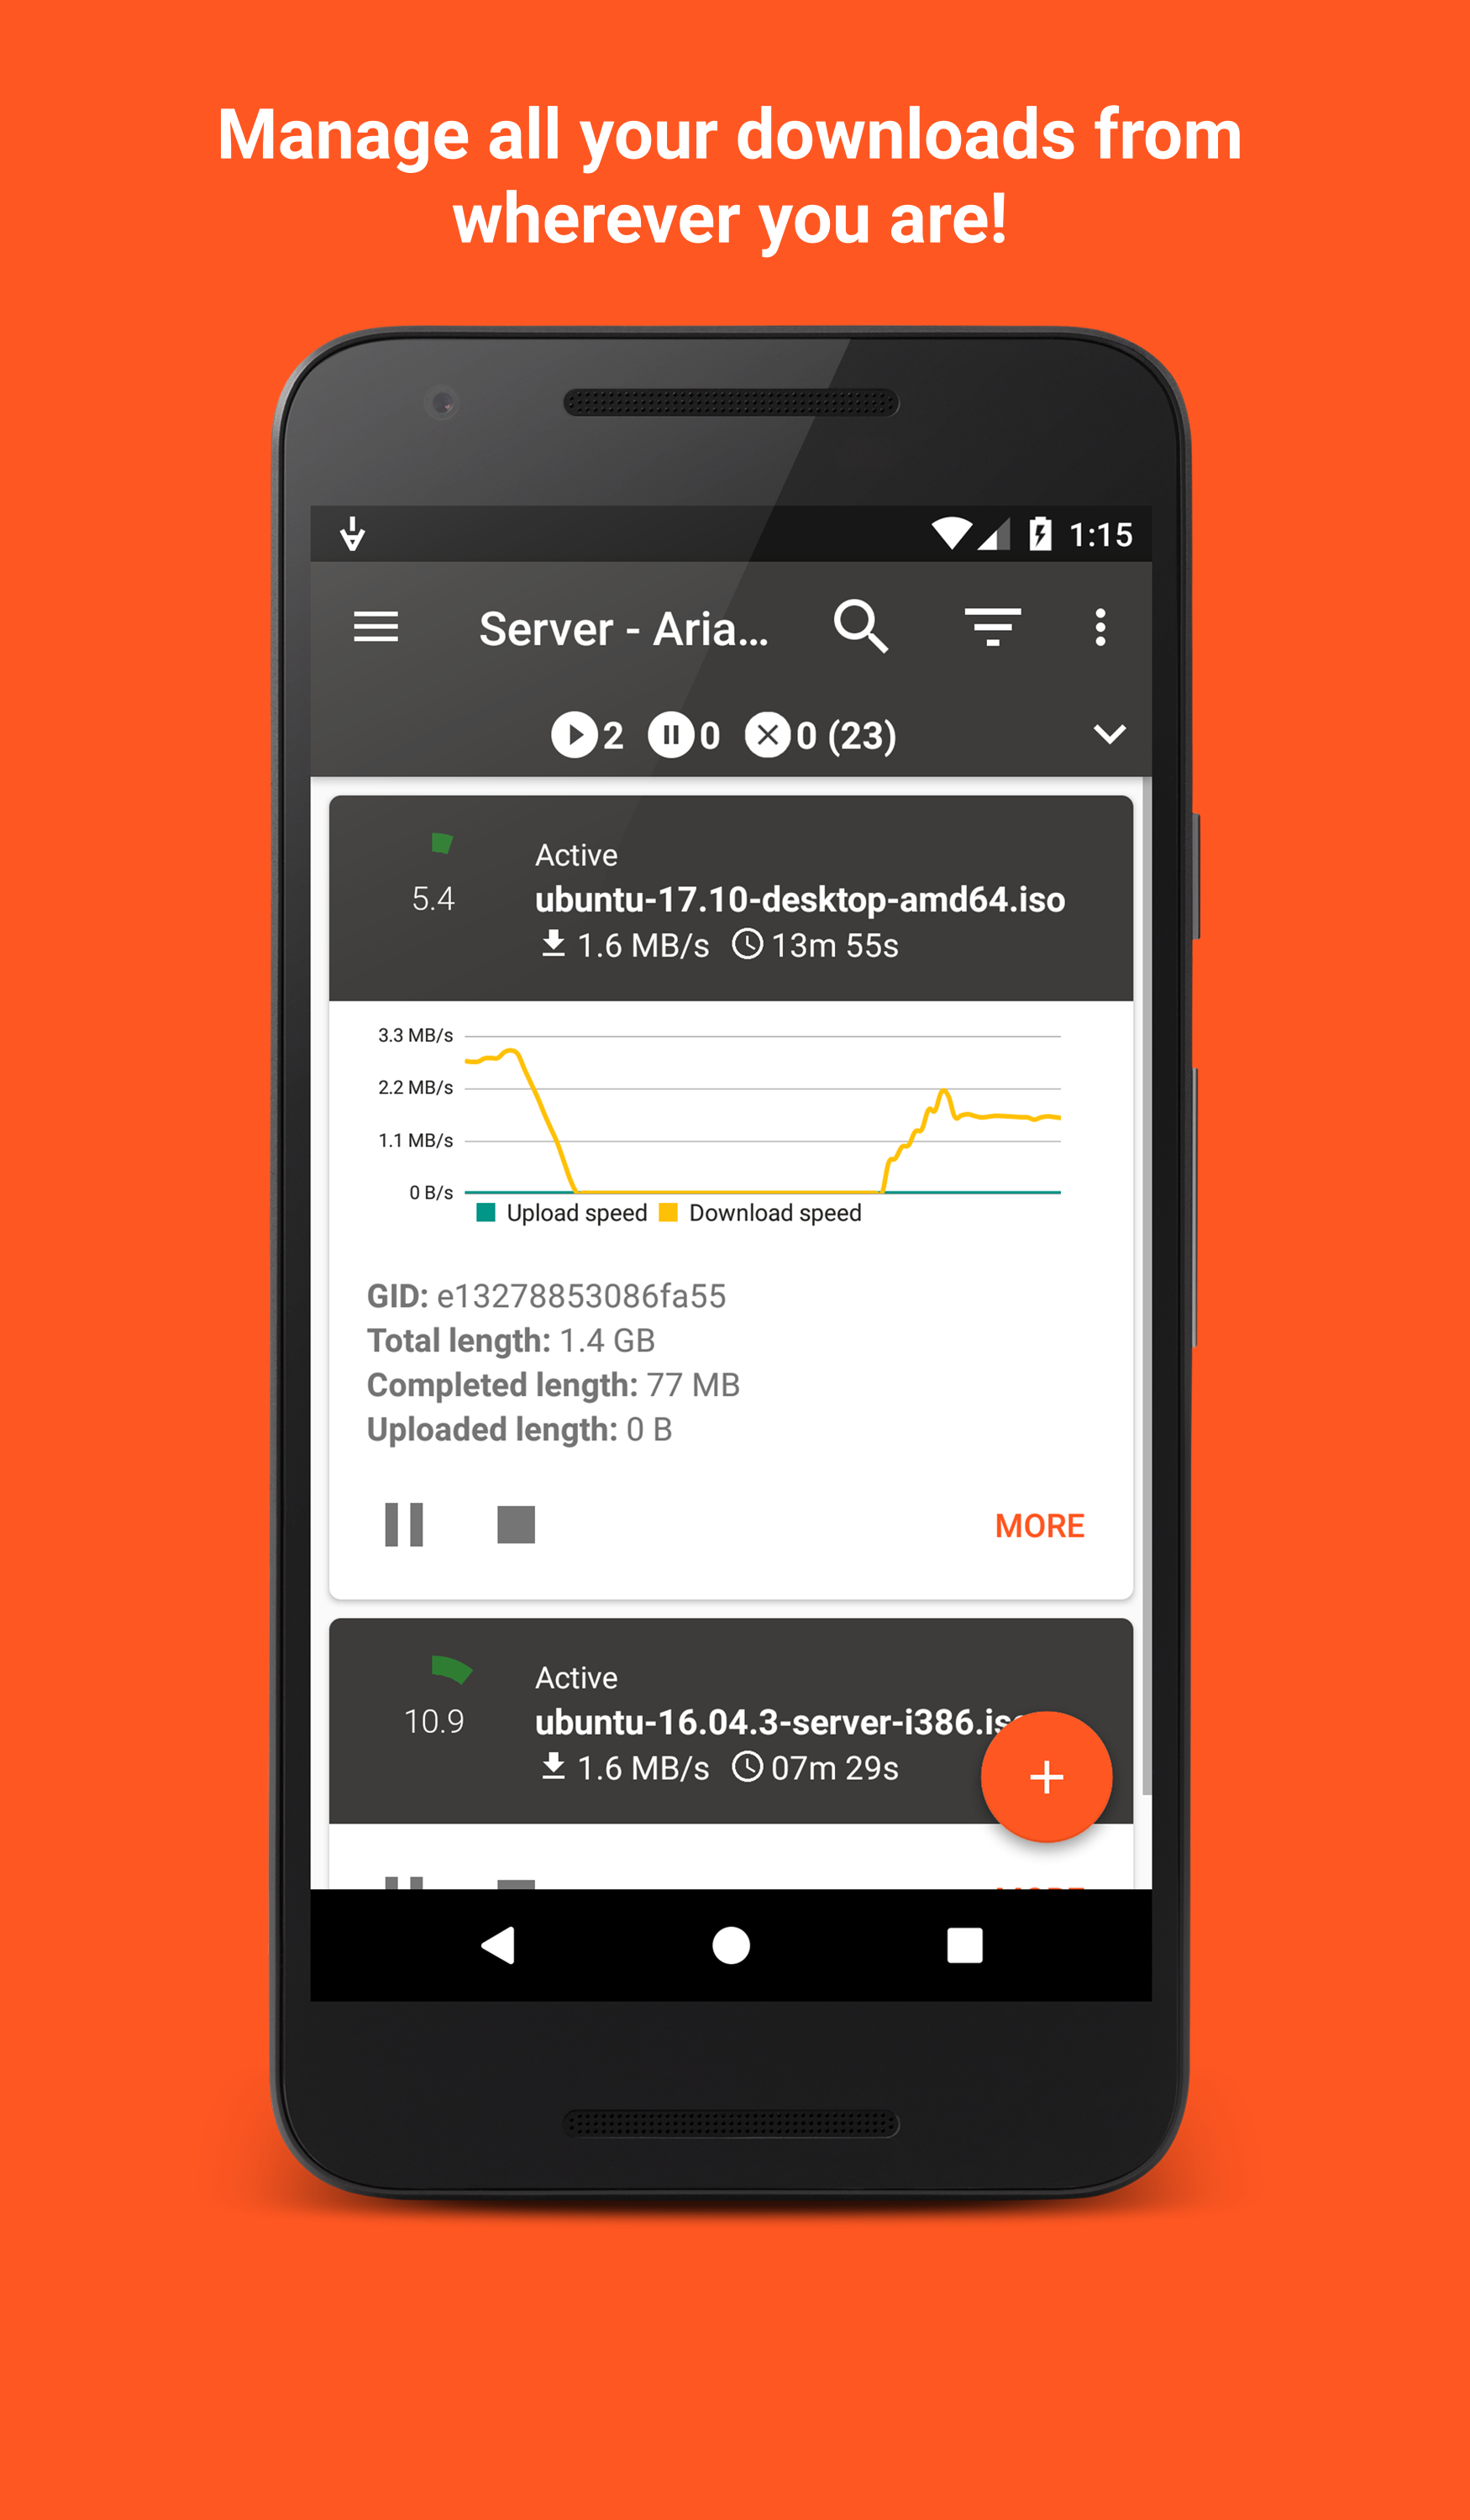 Manage all your downloads from
wherever you are!
1:15
Server - Aria...
2 0 0 (23)
Active
5.4
ubuntu-17.10-desktop-amd64.iso
1.6 MB/s 13m 55s
3.3 MB/s
2.2 MB/s
1.1 MB/s
0 B/s
Upload speed Download speed
GID: e13278853086fa55
Total length: 1.4 GB
Completed length: 77 MB
Uploaded length: 0 B
MORE
Active
10.9
ubuntu-16.04.3-server-i386.iso
1.6 MB/s 07m 29s
+